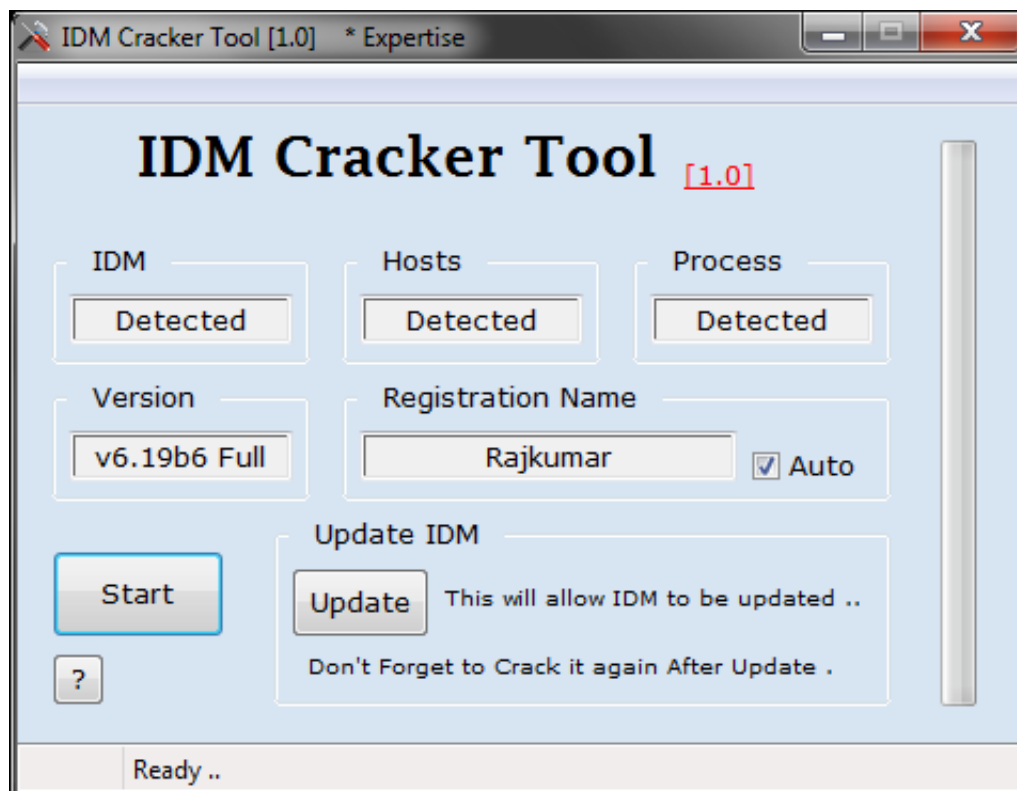 IDM Cracker Tool [1.0] * Expertise
IDM Cracker Tool [1.0]
IDM Hosts Process
Detected Detected Detected
Version Registration Name
v6.19b6 Full Rajkumar Auto
Update IDM
Start Update This will allow IDM to be updated ..
? Don't Forget to Crack it again After Update .
Ready ..